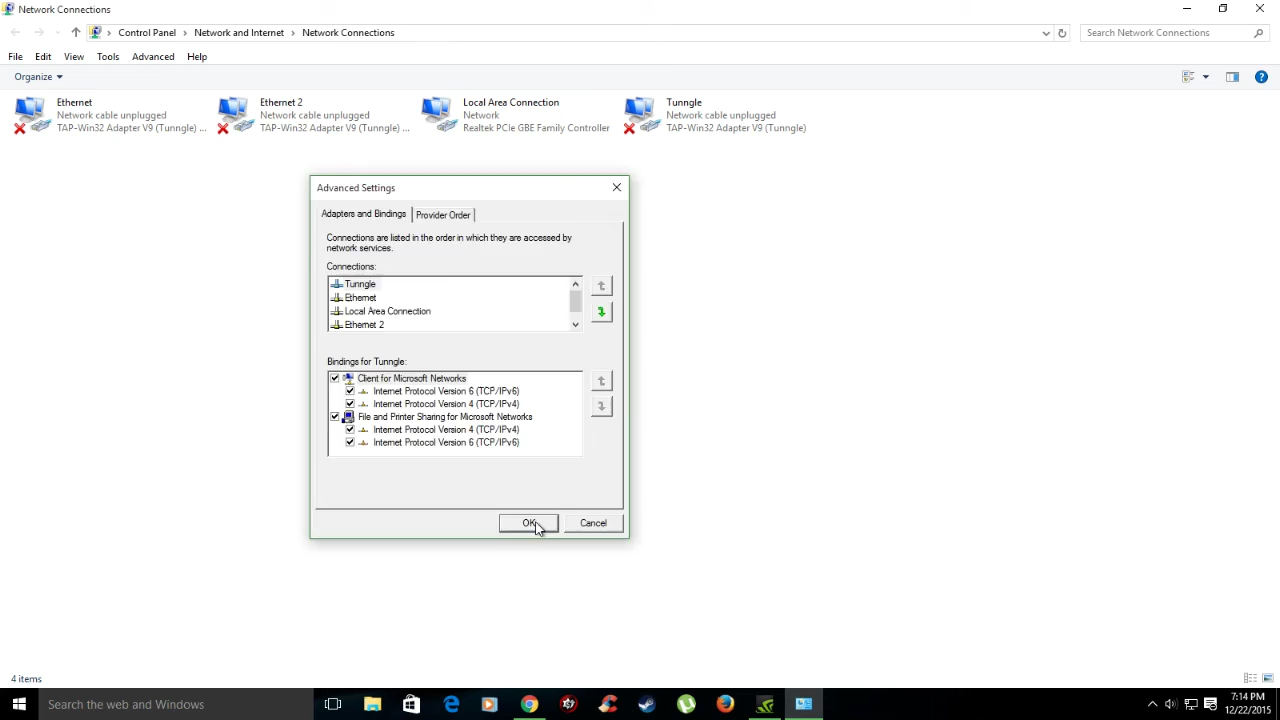 Network Connections
Control Panel
Network and Internet
Network Connections
Search Network Connections
File
Edit
View
Tools
Advanced
Help
Organize
Ethernet
Network cable unplugged
TAP-Win32 Adapter V9 (Tunngle) ...
Ethernet 2
Network cable unplugged
TAP-Win32 Adapter V9 (Tunngle) ...
Local Area Connection
Network
Realtek PCIe GBE Family Controller
Tunngle
Network cable unplugged
TAP-Win32 Adapter V9 (Tunngle)
Advanced Settings
Adapters and Bindings
Provider Order
Connections are listed in the order in which they are accessed by
network services.
Connections:
Tunngle
Ethernet
Local Area Connection
Ethernet 2
Bindings for Tunngle:
Client for Microsoft Networks
Internet Protocol Version 6 (TCP/IPv6)
Internet Protocol Version 4 (TCP/IPv4)
File and Printer Sharing for Microsoft Networks
Internet Protocol Version 4 (TCP/IPv4)
Internet Protocol Version 6 (TCP/IPv6)
OK
Cancel
4 items
Search the web and Windows
7:14 PM
12/22/2015